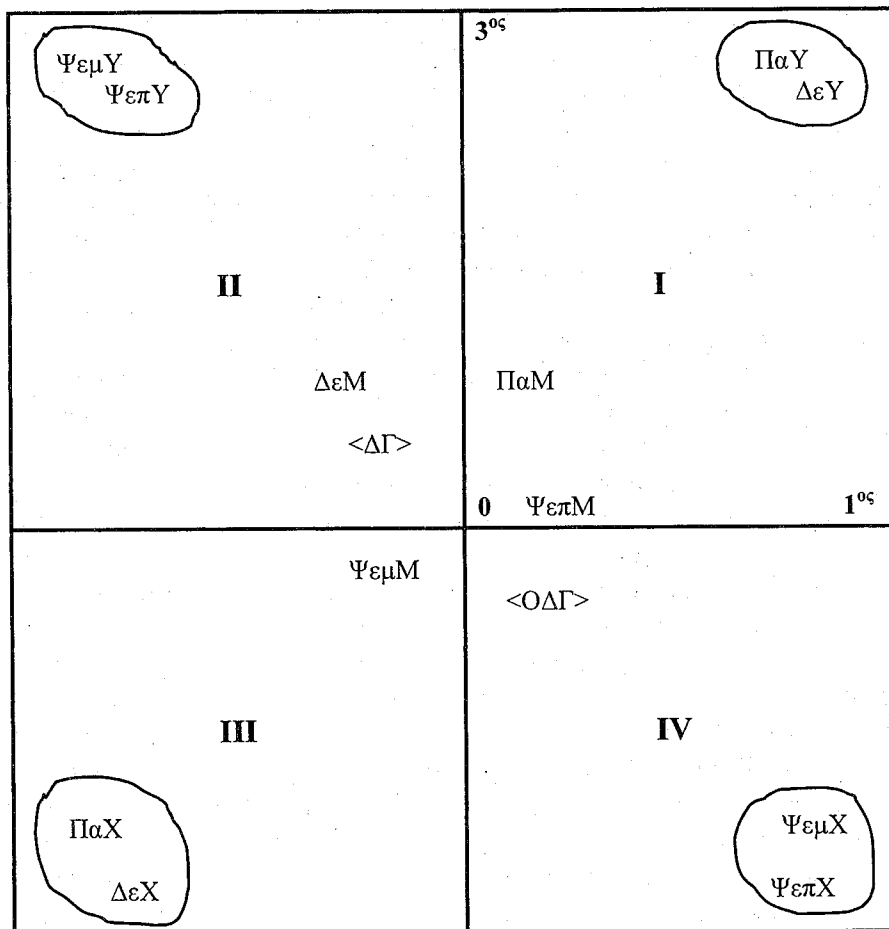 3ος
ΨεμΥ
ΨεπΥ
ΠαΥ
ΔεΥ
II
I
ΔεΜ
ΠαΜ
<ΔΓ>
0 ΨεπΜ 1ος
ΨεμΜ
<ΟΔΓ>
III
IV
ΠαΧ
ΔεΧ
ΨεμΧ
ΨεπΧ